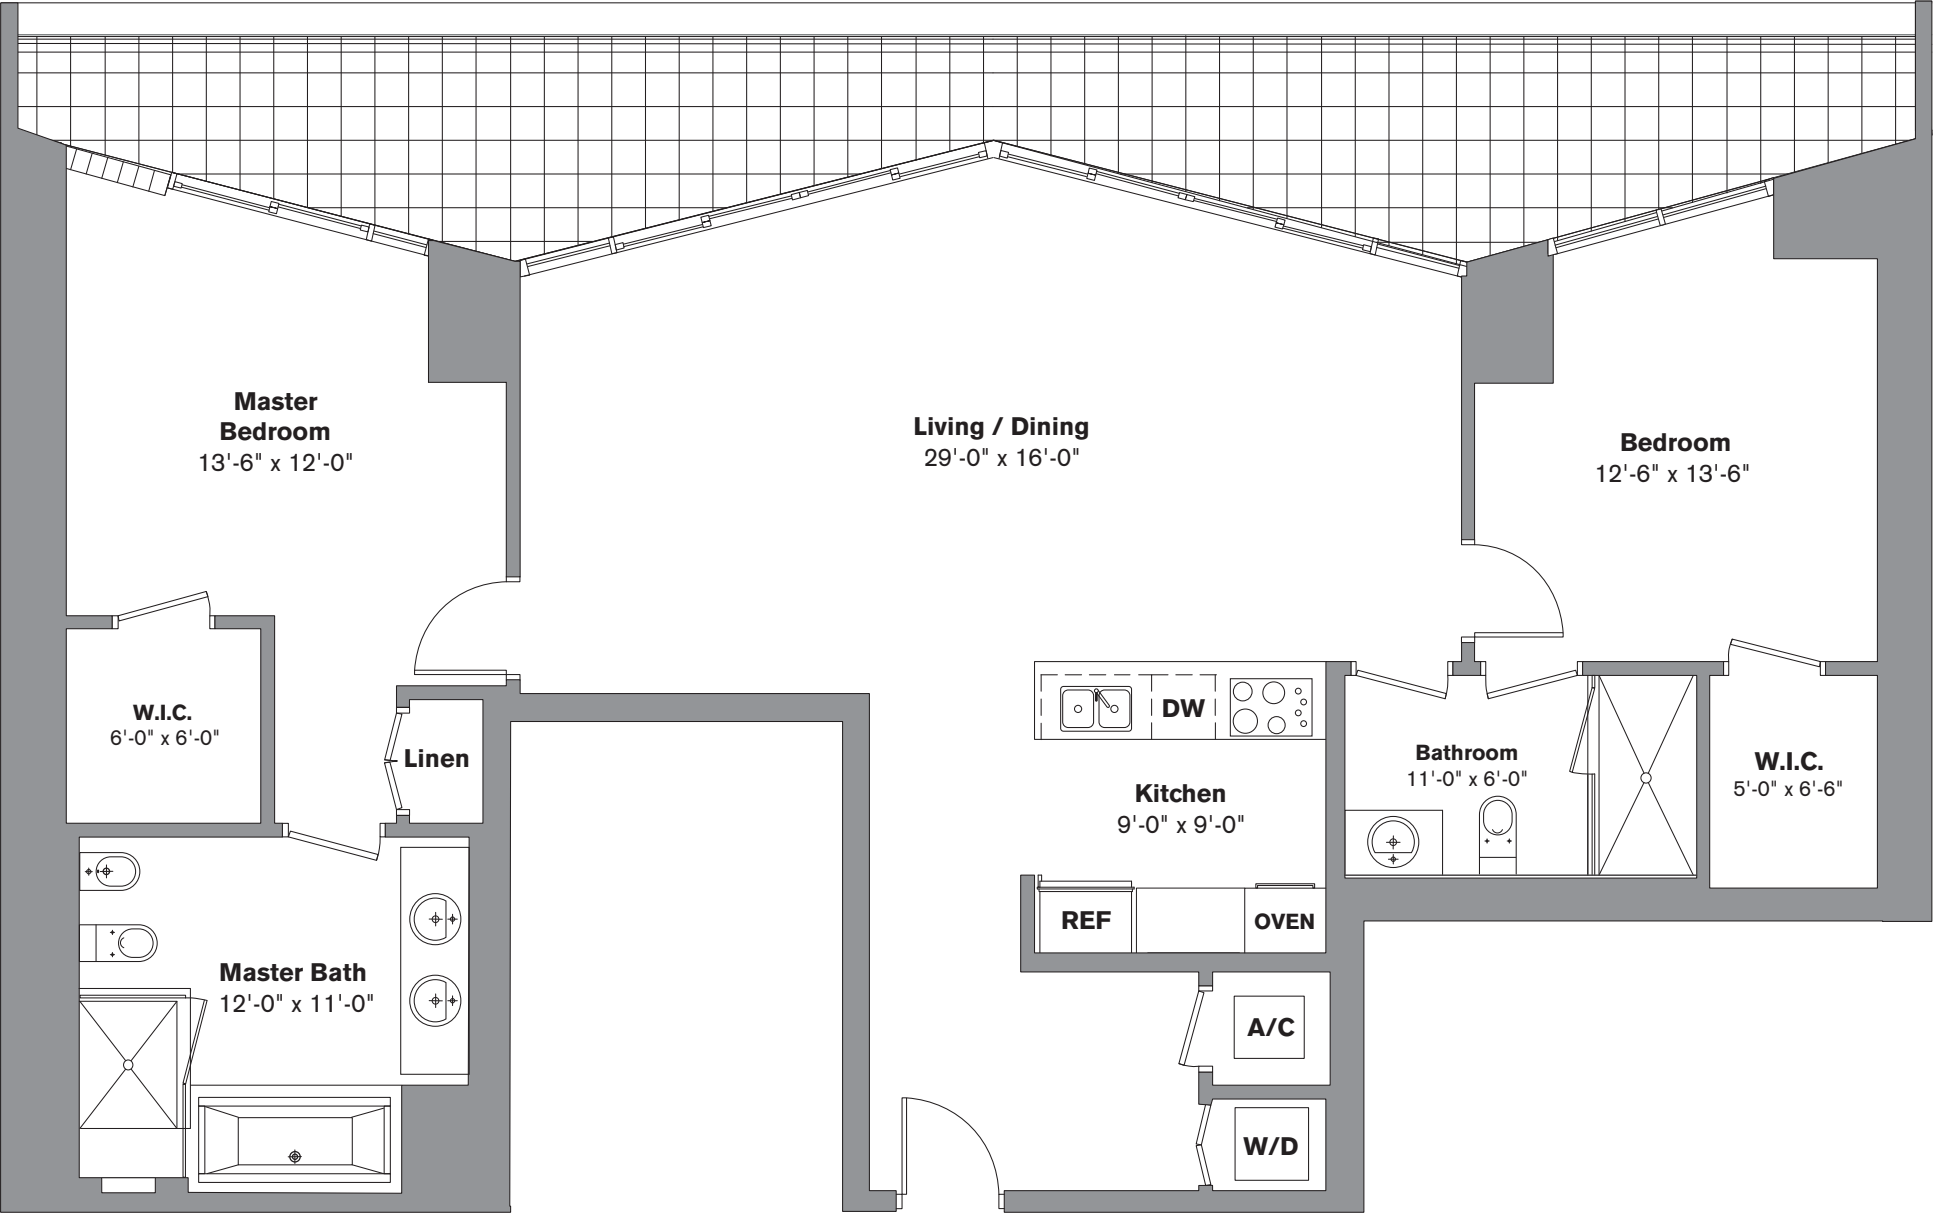 Master
Bedroom
13'-6" x 12'-0"
Living / Dining
29'-0" x 16'-0"
Bedroom
12'-6" x 13'-6"
W.I.C.
6'-0" x 6'-0"
Linen
DW
Kitchen
9'-0" x 9'-0"
Bathroom
11'-0" x 6'-0"
W.I.C.
5'-0" x 6'-6"
REF
OVEN
Master Bath
12'-0" x 11'-0"
A/C
W/D